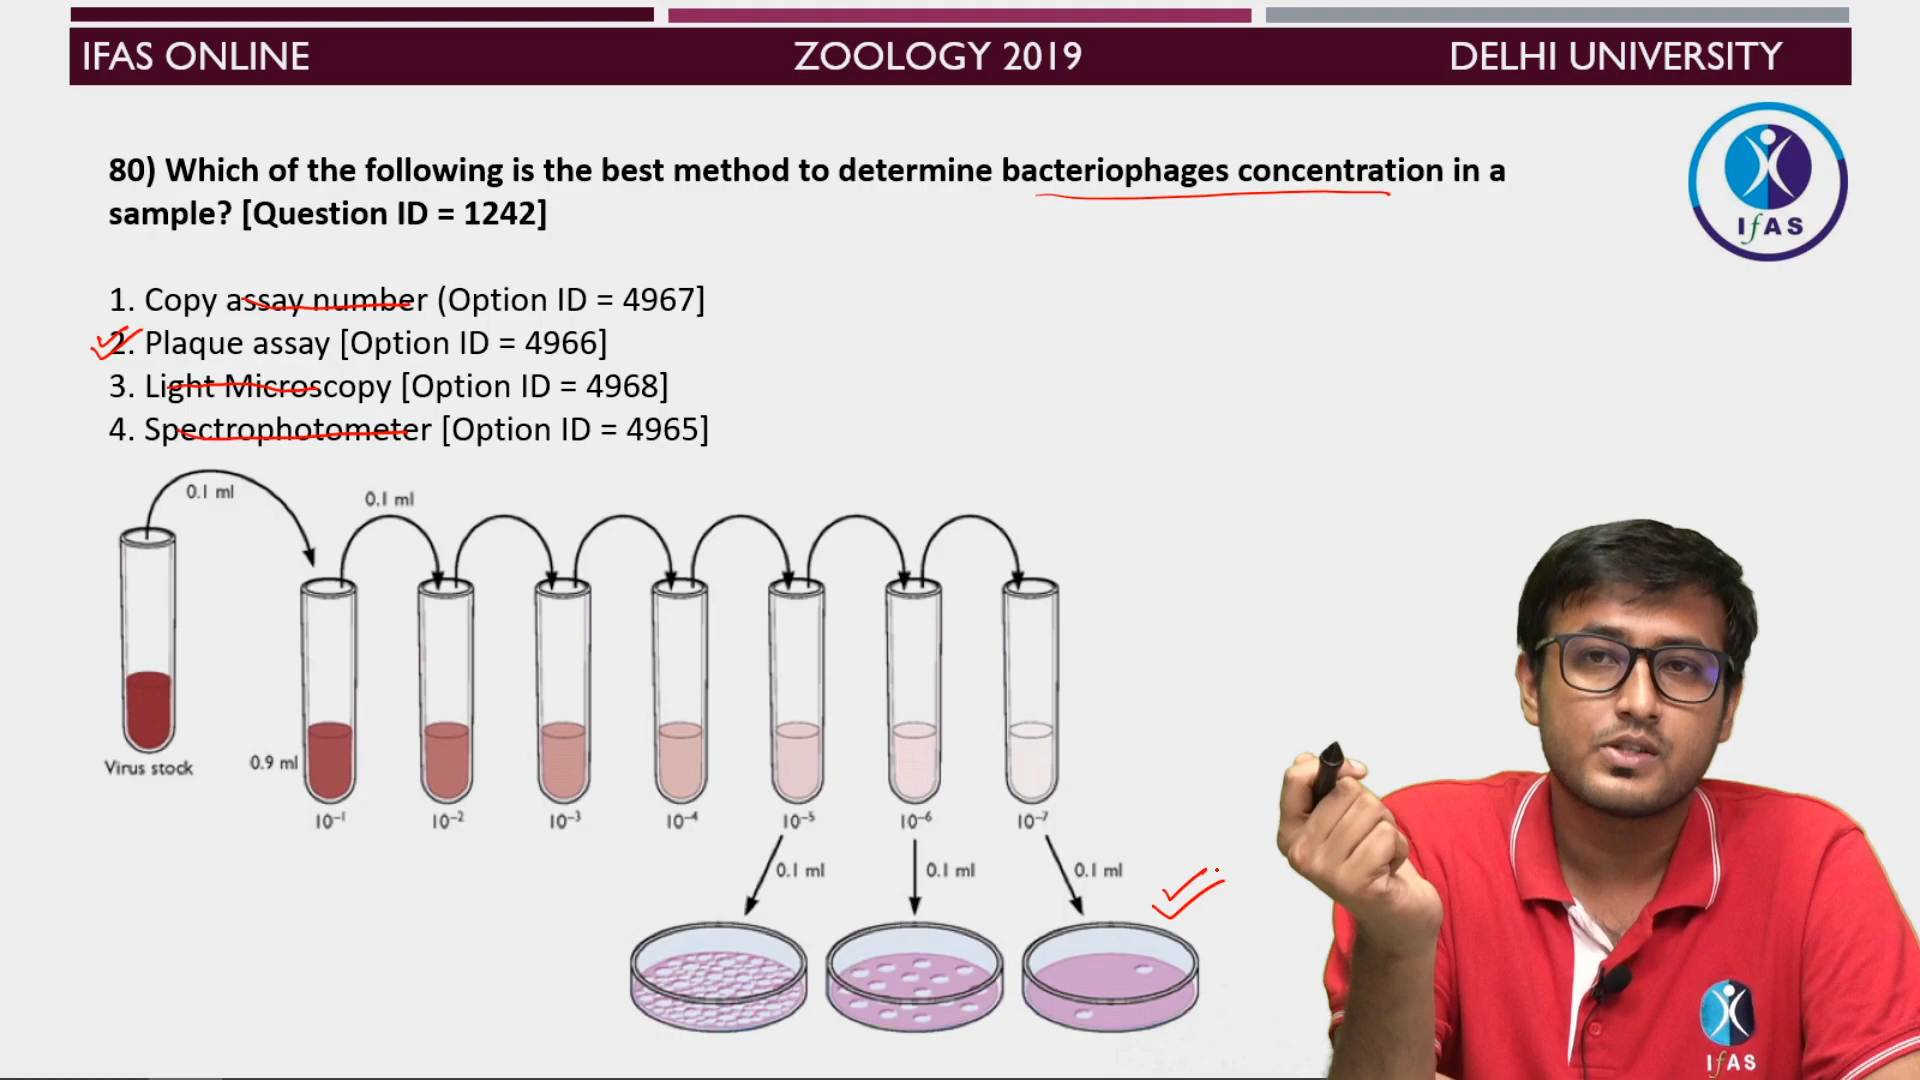 IFAS ONLINE ZOOLOGY 2019 DELHI UNIVERSITY
80) Which of the following is the best method to determine bacteriophages concentration in a
sample? [Question ID = 1242]
IfAS
1. Copy assay number (Option ID = 4967]
2. Plaque assay [Option ID = 4966]
3. Light Microscopy [Option ID = 4968]
4. Spectrophotometer [Option ID = 4965]
0.1 ml
0.1 ml
Virus stock
0.9 ml
10⁻¹ 10⁻² 10⁻³ 10⁻⁴ 10⁻⁵ 10⁻⁶ 10⁻⁷
0.1 ml 0.1 ml 0.1 ml
IfAS